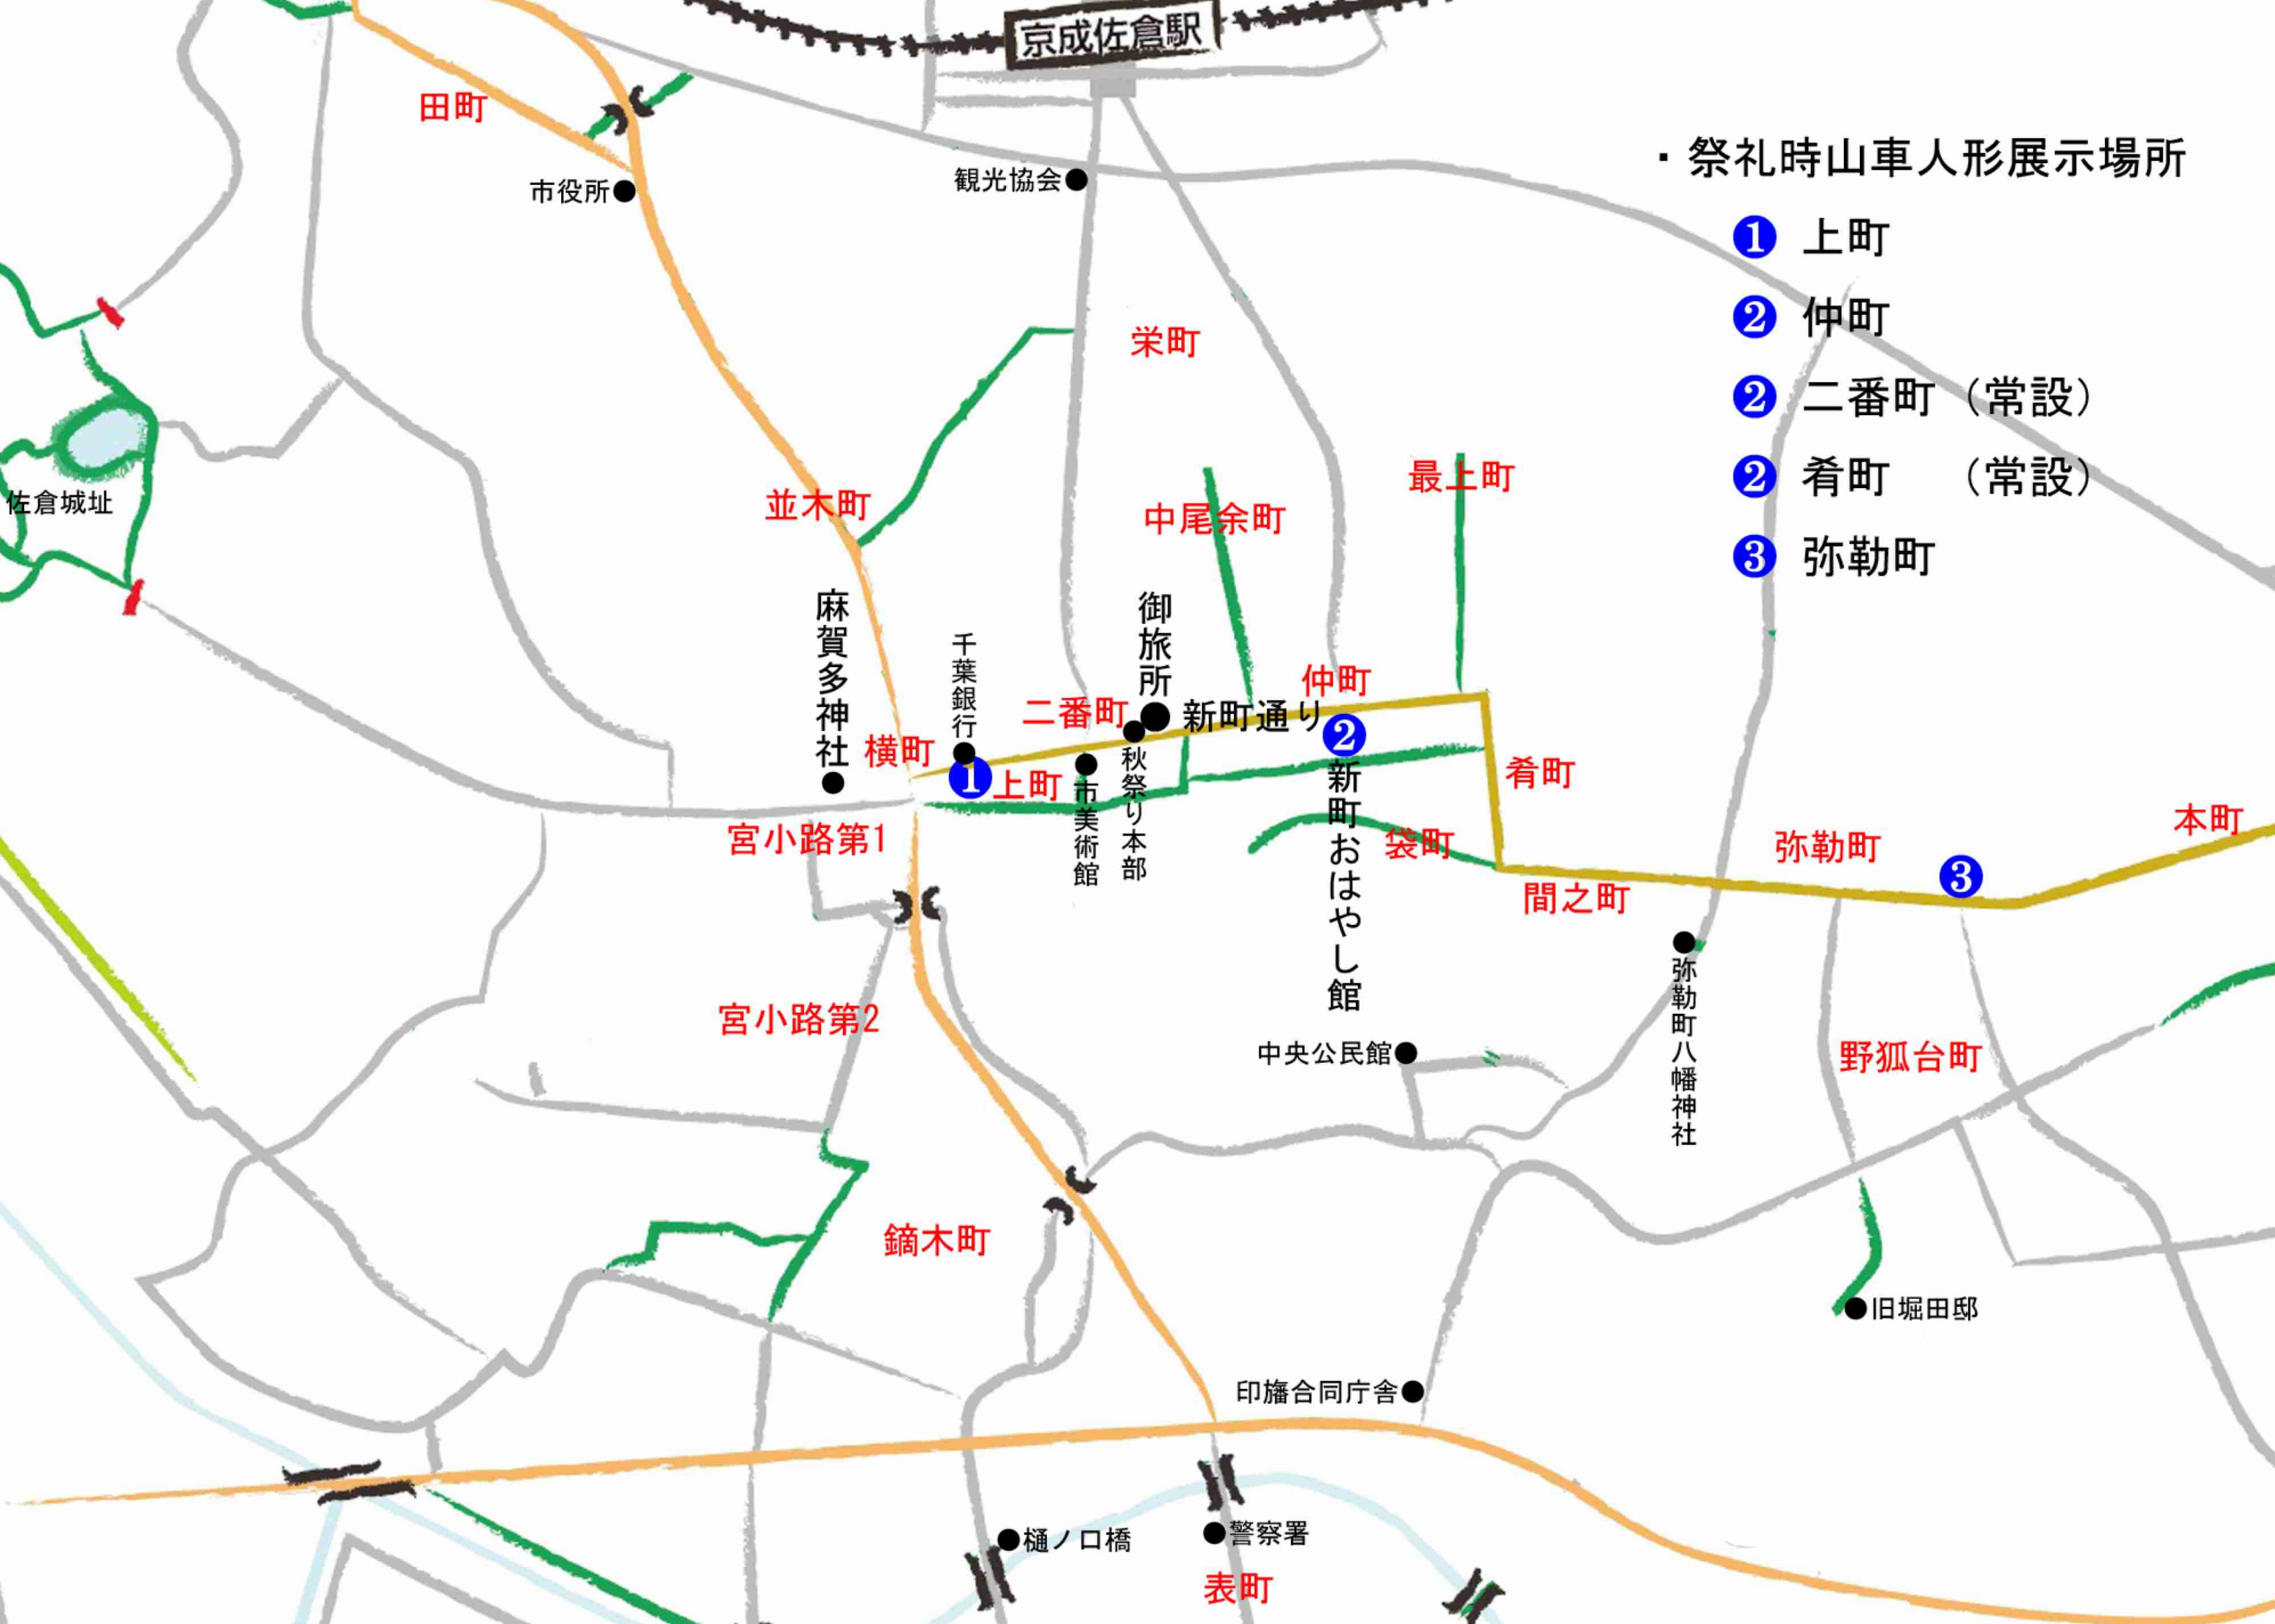 京成佐倉駅
田町
市役所
観光協会
・祭礼時山車人形展示場所
1 上町
2 仲町
2 二番町（常設）
2 肴町 （常設）
3 弥勒町
栄町
佐倉城址
並木町
中尾余町
最上町
麻賀多神社
千葉銀行
御旅所
二番町
新町通り
仲町
横町
1
上町
市美術館
秋祭り本部
2
新町おはやし館
肴町
袋町
間之町
弥勒町
3
本町
宮小路第1
宮小路第2
弥勒町八幡神社
中央公民館
野狐台町
鏑木町
旧堀田邸
印旛合同庁舎
樋ノ口橋
警察署
表町